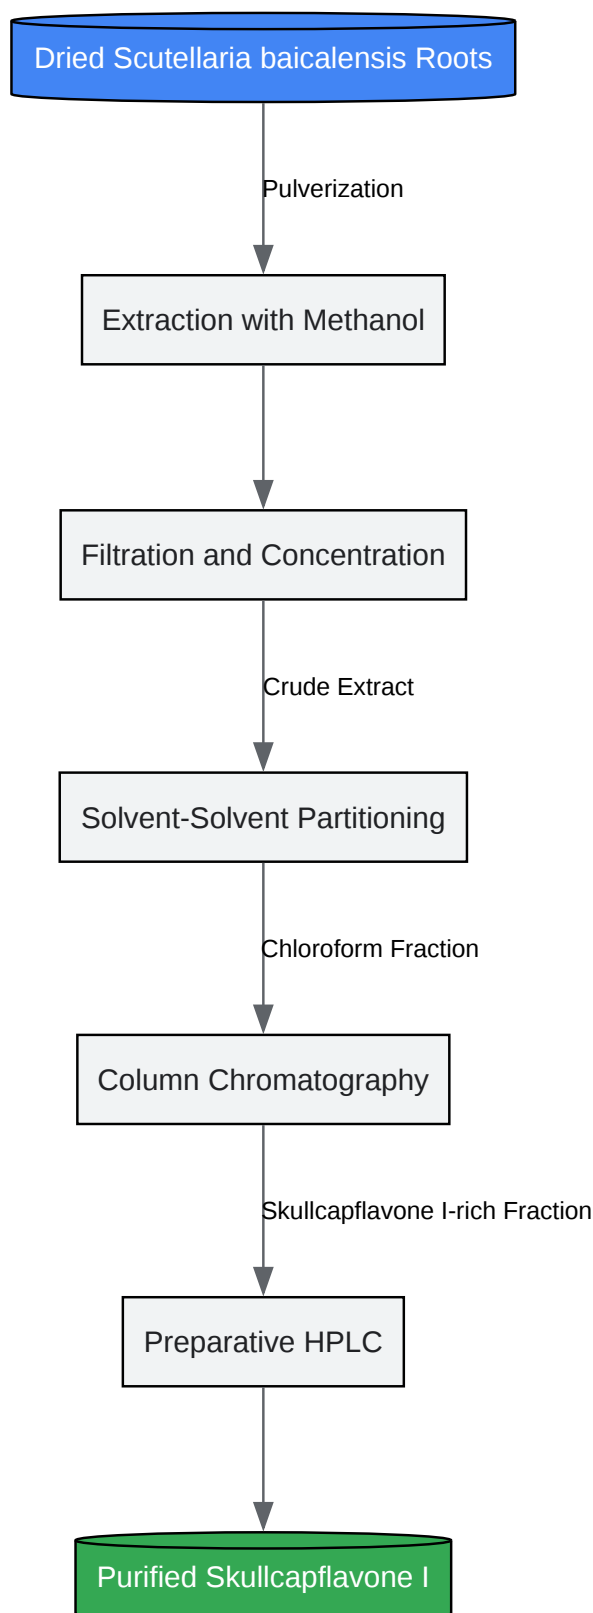 Dried Scutellaria baicalensis Roots
Pulverization
Extraction with Methanol
Filtration and Concentration
Crude Extract
Solvent-Solvent Partitioning
Chloroform Fraction
Column Chromatography
Skullcapflavone I-rich Fraction
Preparative HPLC
Purified Skullcapflavone I